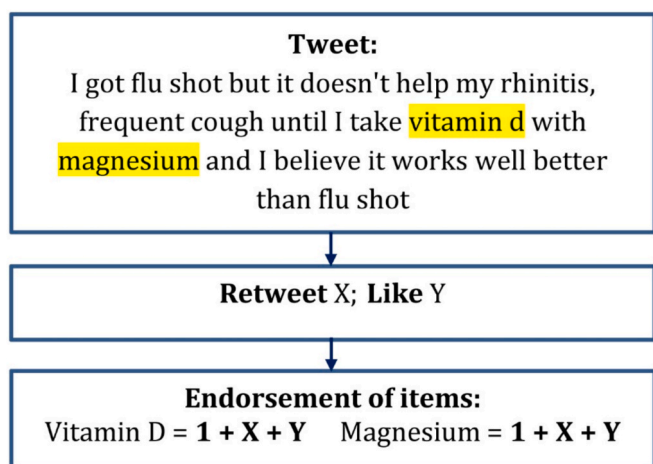 Tweet:
I got flu shot but it doesn't help my rhinitis,
frequent cough until I take vitamin d with
magnesium and I believe it works well better
than flu shot
Retweet X; Like Y
Endorsement of items:
Vitamin D = 1 + X + Y Magnesium = 1 + X + Y